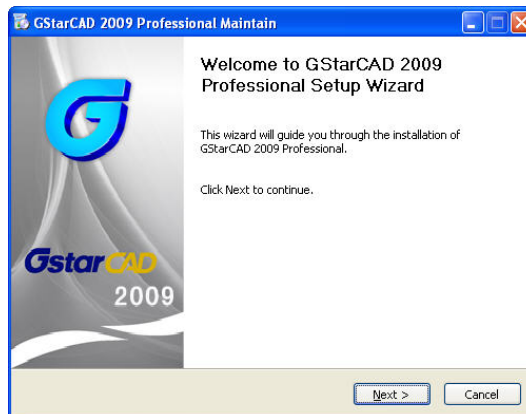 GStarCAD 2009 Professional Maintain
Welcome to GStarCAD 2009
Professional Setup Wizard
This wizard will guide you through the installation of
GStarCAD 2009 Professional.
Click Next to continue.
GstarCAD
2009
Next >
Cancel